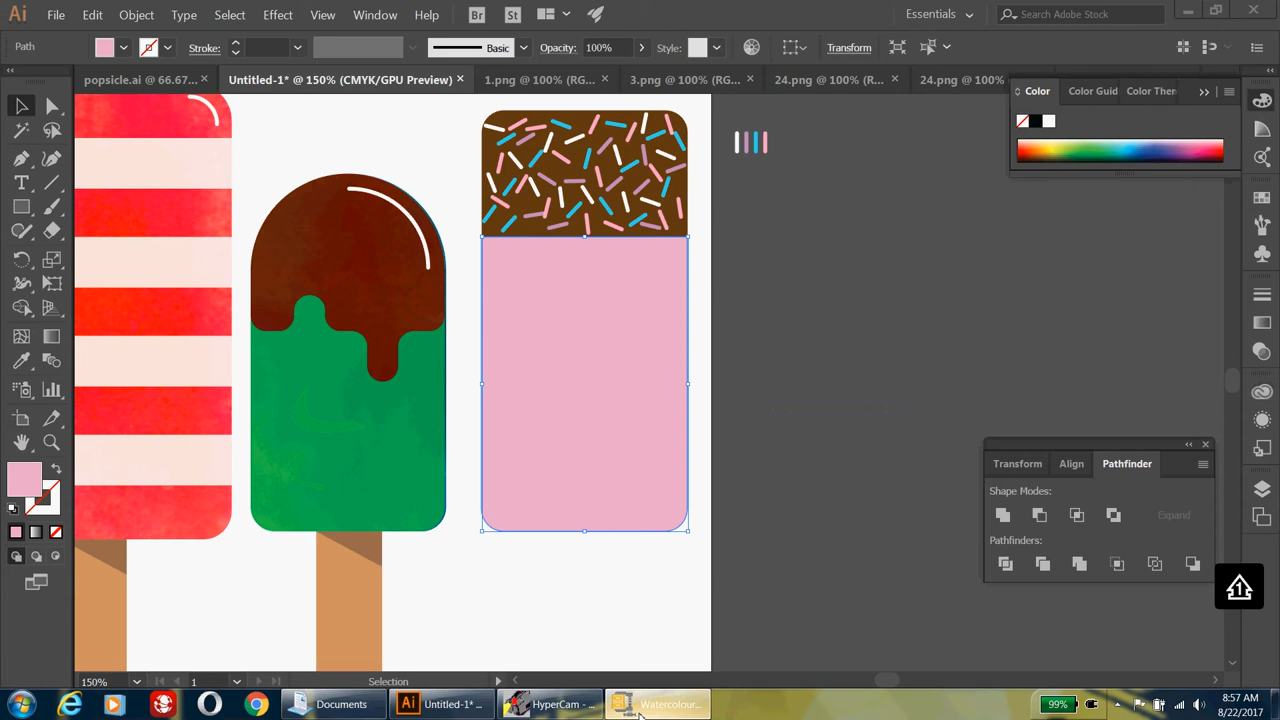 Ai File Edit Object Type Select Effect View Window Help Br St Essentials Search Adobe Stock
Path Stroke: Basic Opacity: 100% Style: Transform
popsicle.ai @ 66.67... × Untitled-1* @ 150% (CMYK/GPU Preview) × 1.png @ 100% (RG... × 3.png @ 100% (RG... × 24.png @ 100% (R... × 24.png @ 100%
Color Color Guid Color Then
Transform Align Pathfinder
Shape Modes:
Expand
Pathfinders:
150% 1 Selection
Documents Ai Untitled-1* ... HyperCam - ... Watercolour... 99% 8:57 AM
8/22/2017